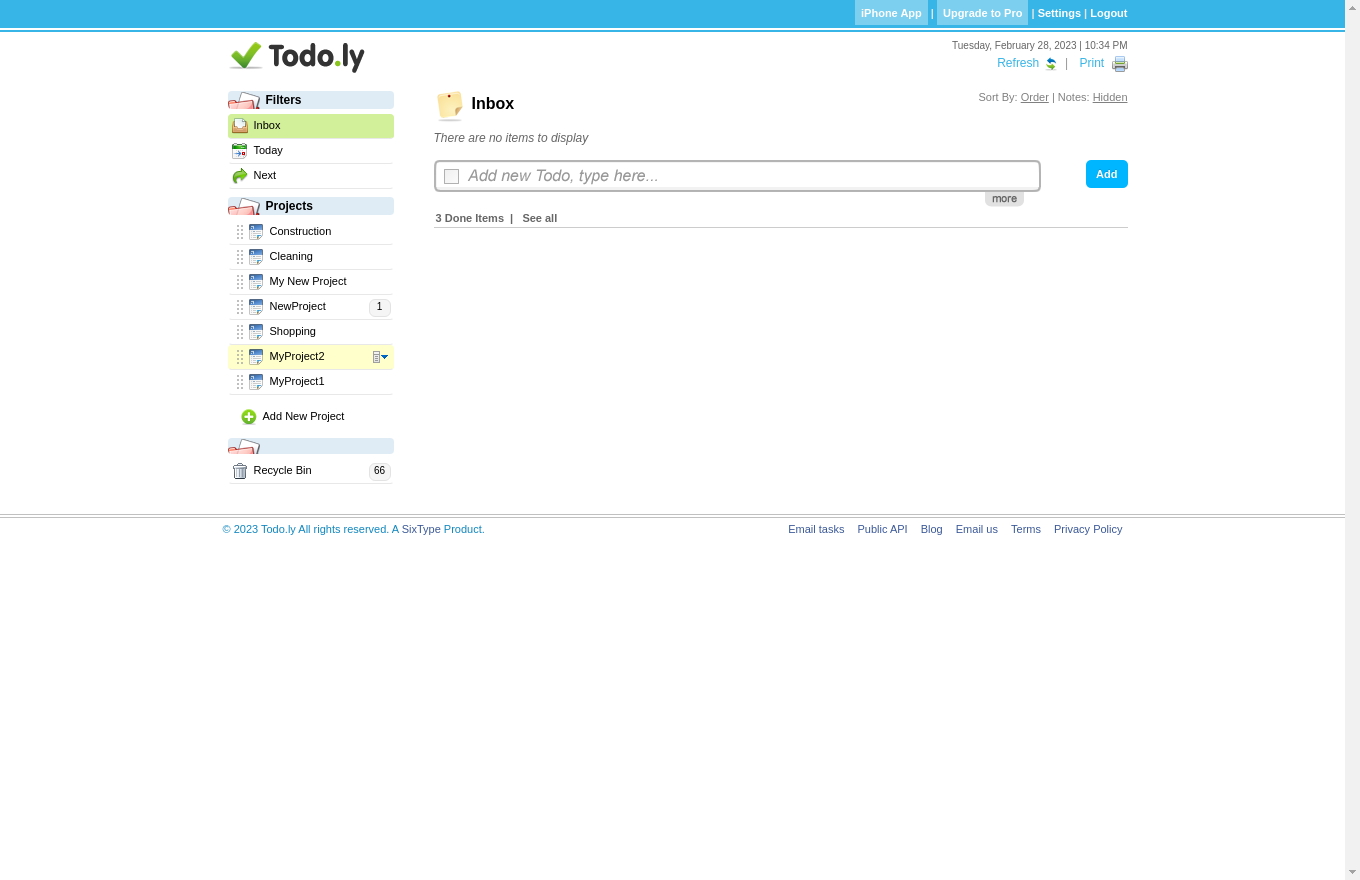 iPhone App | Upgrade to Pro | Settings | Logout
Todo.ly
Tuesday, February 28, 2023 | 10:34 PM
Refresh | Print
Filters
Inbox
Today
Next
Projects
Construction
Cleaning
My New Project
NewProject 1
Shopping
MyProject2
MyProject1
Add New Project
Recycle Bin 66
Inbox
Sort By: Order | Notes: Hidden
There are no items to display
Add new Todo, type here...
Add
more
3 Done Items | See all
© 2023 Todo.ly All rights reserved. A SixType Product.
Email tasks Public API Blog Email us Terms Privacy Policy